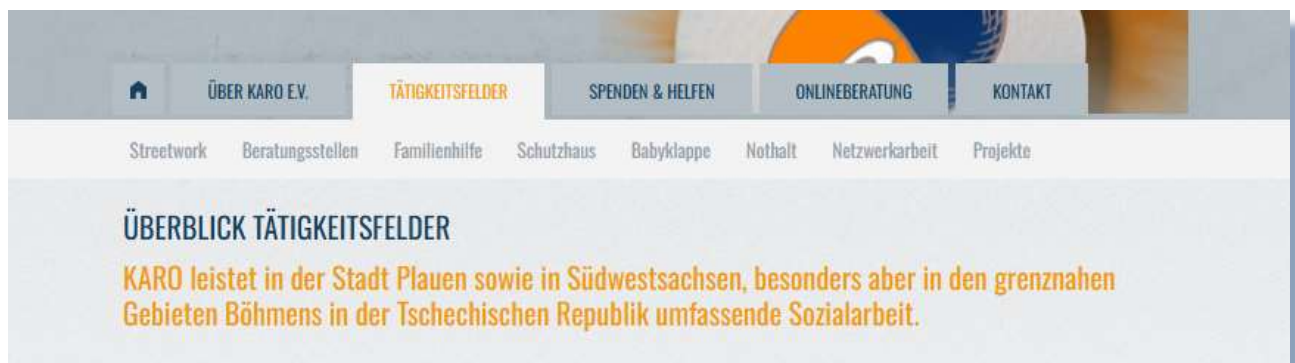 ÜBER KARO E.V. TÄTIGKEITSFELDER SPENDEN & HELFEN ONLINEBERATUNG KONTAKT
Streetwork Beratungsstellen Familienhilfe Schutzhaus Babyklappe Nothalt Netzwerkarbeit Projekte
ÜBERBLICK TÄTIGKEITSFELDER
KARO leistet in der Stadt Plauen sowie in Südwestsachsen, besonders aber in den grenznahen
Gebieten Böhmens in der Tschechischen Republik umfassende Sozialarbeit.